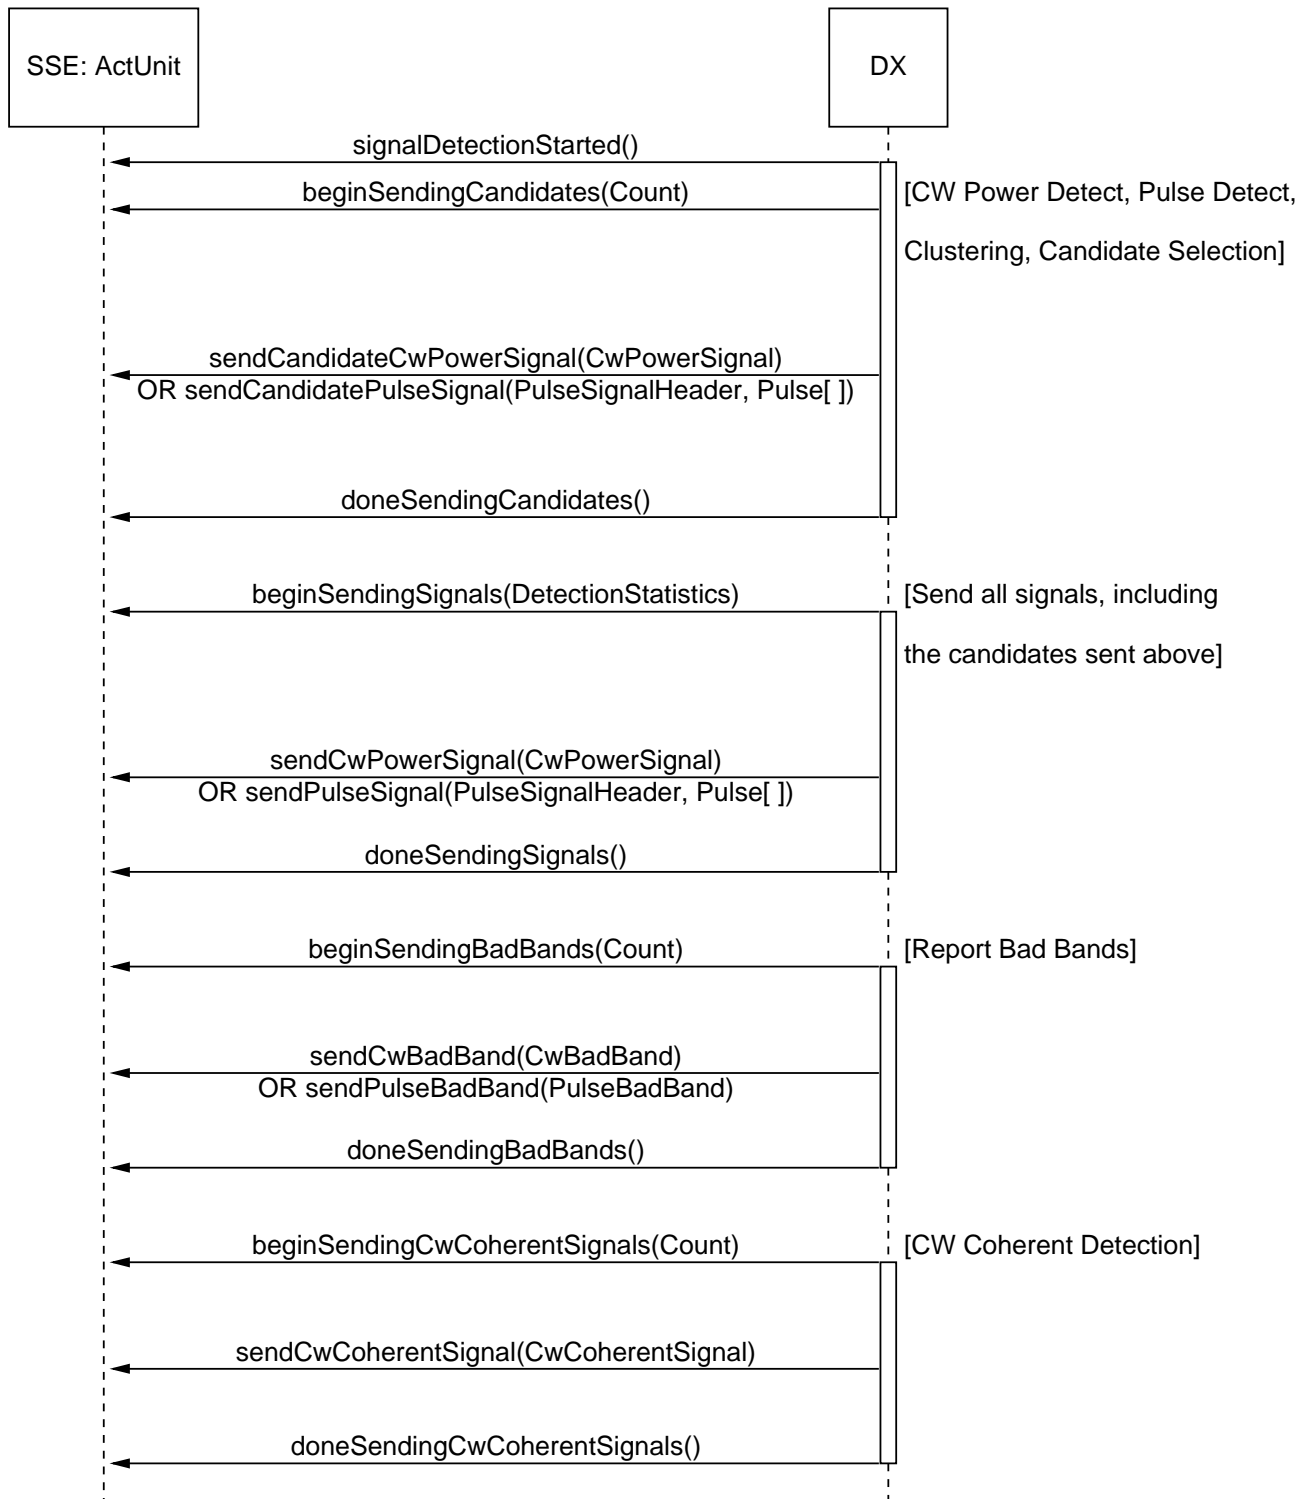 SSE: ActUnit
DX
signalDetectionStarted()
beginSendingCandidates(Count)
[CW Power Detect, Pulse Detect,
Clustering, Candidate Selection]
sendCandidateCwPowerSignal(CwPowerSignal)
OR sendCandidatePulseSignal(PulseSignalHeader, Pulse[ ])
doneSendingCandidates()
beginSendingSignals(DetectionStatistics)
[Send all signals, including
the candidates sent above]
sendCwPowerSignal(CwPowerSignal)
OR sendPulseSignal(PulseSignalHeader, Pulse[ ])
doneSendingSignals()
beginSendingBadBands(Count)
[Report Bad Bands]
sendCwBadBand(CwBadBand)
OR sendPulseBadBand(PulseBadBand)
doneSendingBadBands()
beginSendingCwCoherentSignals(Count)
[CW Coherent Detection]
sendCwCoherentSignal(CwCoherentSignal)
doneSendingCwCoherentSignals()